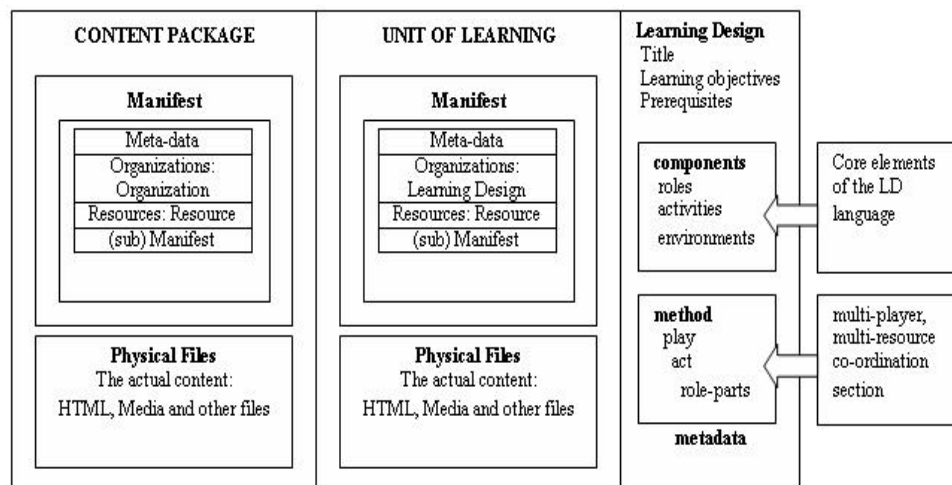 CONTENT PACKAGE
Manifest
Meta-data
Organizations:
Organization
Resources: Resource
(sub) Manifest
Physical Files
The actual content:
HTML, Media and other files
UNIT OF LEARNING
Manifest
Meta-data
Organizations:
Learning Design
Resources: Resource
(sub) Manifest
Physical Files
The actual content:
HTML, Media and other files
Learning Design
Title
Learning objectives
Prerequisites
components
roles
activities
environments
method
play
act
role-parts
metadata
Core elements
of the LD
language
multi-player,
multi-resource
co-ordination
section